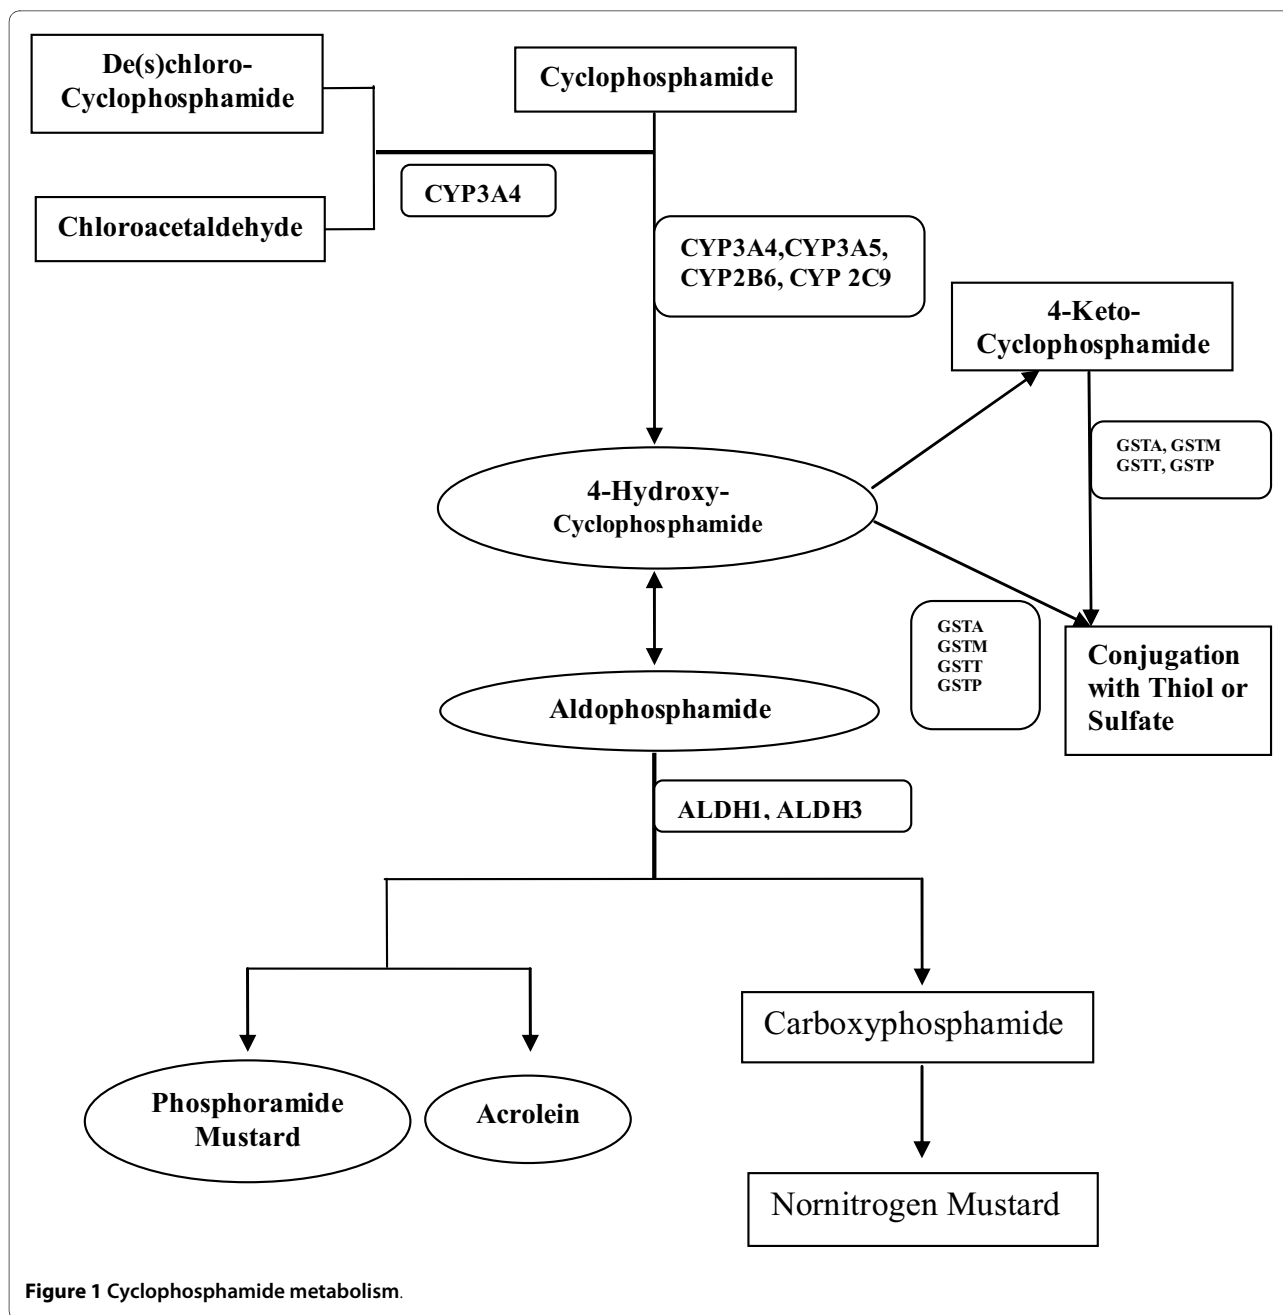 De(s)chloro-
Cyclophosphamide
Cyclophosphamide
CYP3A4
Chloroacetaldehyde
CYP3A4,CYP3A5,
CYP2B6, CYP 2C9
4-Keto-
Cyclophosphamide
GSTA, GSTM
GSTT, GSTP
4-Hydroxy-
Cyclophosphamide
GSTA
GSTM
GSTT
GSTP
Conjugation
with Thiol or
Sulfate
Aldophosphamide
ALDH1, ALDH3
Carboxyphosphamide
Phosphoramide
Mustard
Acrolein
Nornitrogen Mustard
Figure 1 Cyclophosphamide metabolism.